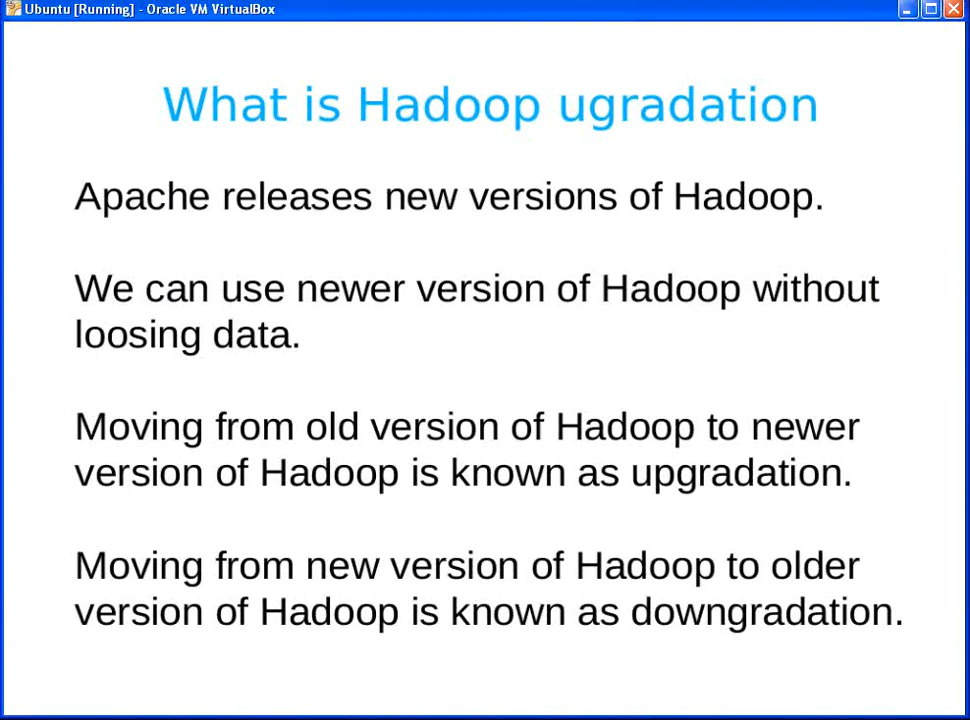 Ubuntu [Running] - Oracle VM VirtualBox
What is Hadoop ugradation
Apache releases new versions of Hadoop.
We can use newer version of Hadoop without
loosing data.
Moving from old version of Hadoop to newer
version of Hadoop is known as upgradation.
Moving from new version of Hadoop to older
version of Hadoop is known as downgradation.